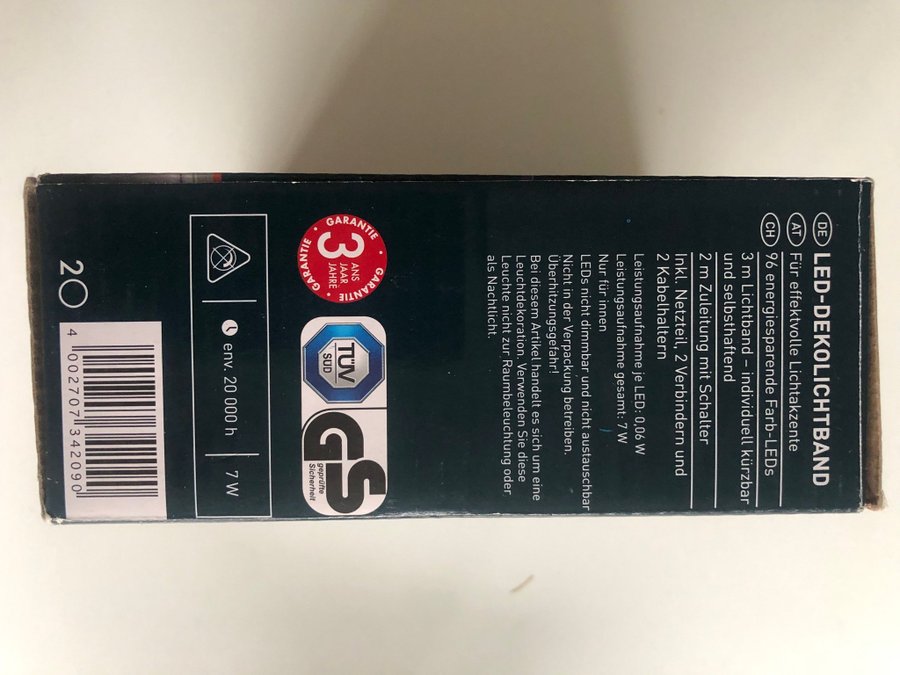 DE LED-DEKOLICHTBAND
AT Für effektvolle Lichtakzente
CH 96 energiesparende Farb-LEDs
3 m Lichtband – individuell kürzbar
und selbsthaftend
2 m Zuleitung mit Schalter
Inkl. Netzteil, 2 Verbindern und
2 Kabelhaltern
Leistungsaufnahme je LED: 0,06 W
Leistungsaufnahme gesamt: 7 W
Nur für innen
LEDs nicht dimmbar und nicht austauschbar
Nicht in der Verpackung betreiben.
Überhitzungsgefahr!
Bei diesem Artikel handelt es sich um eine
Leuchtdekoration. Verwenden Sie diese
Leuchte nicht zur Raumbeleuchtung oder
als Nachtlicht.
GARANTIE • GARANTIE • GARANTIE •
3 ANS
JAAR
JAHRE
TÜV
SÜD
GS
geprüfte
Sicherheit
env. 20 000 h
7 W
20
4 002707 342090